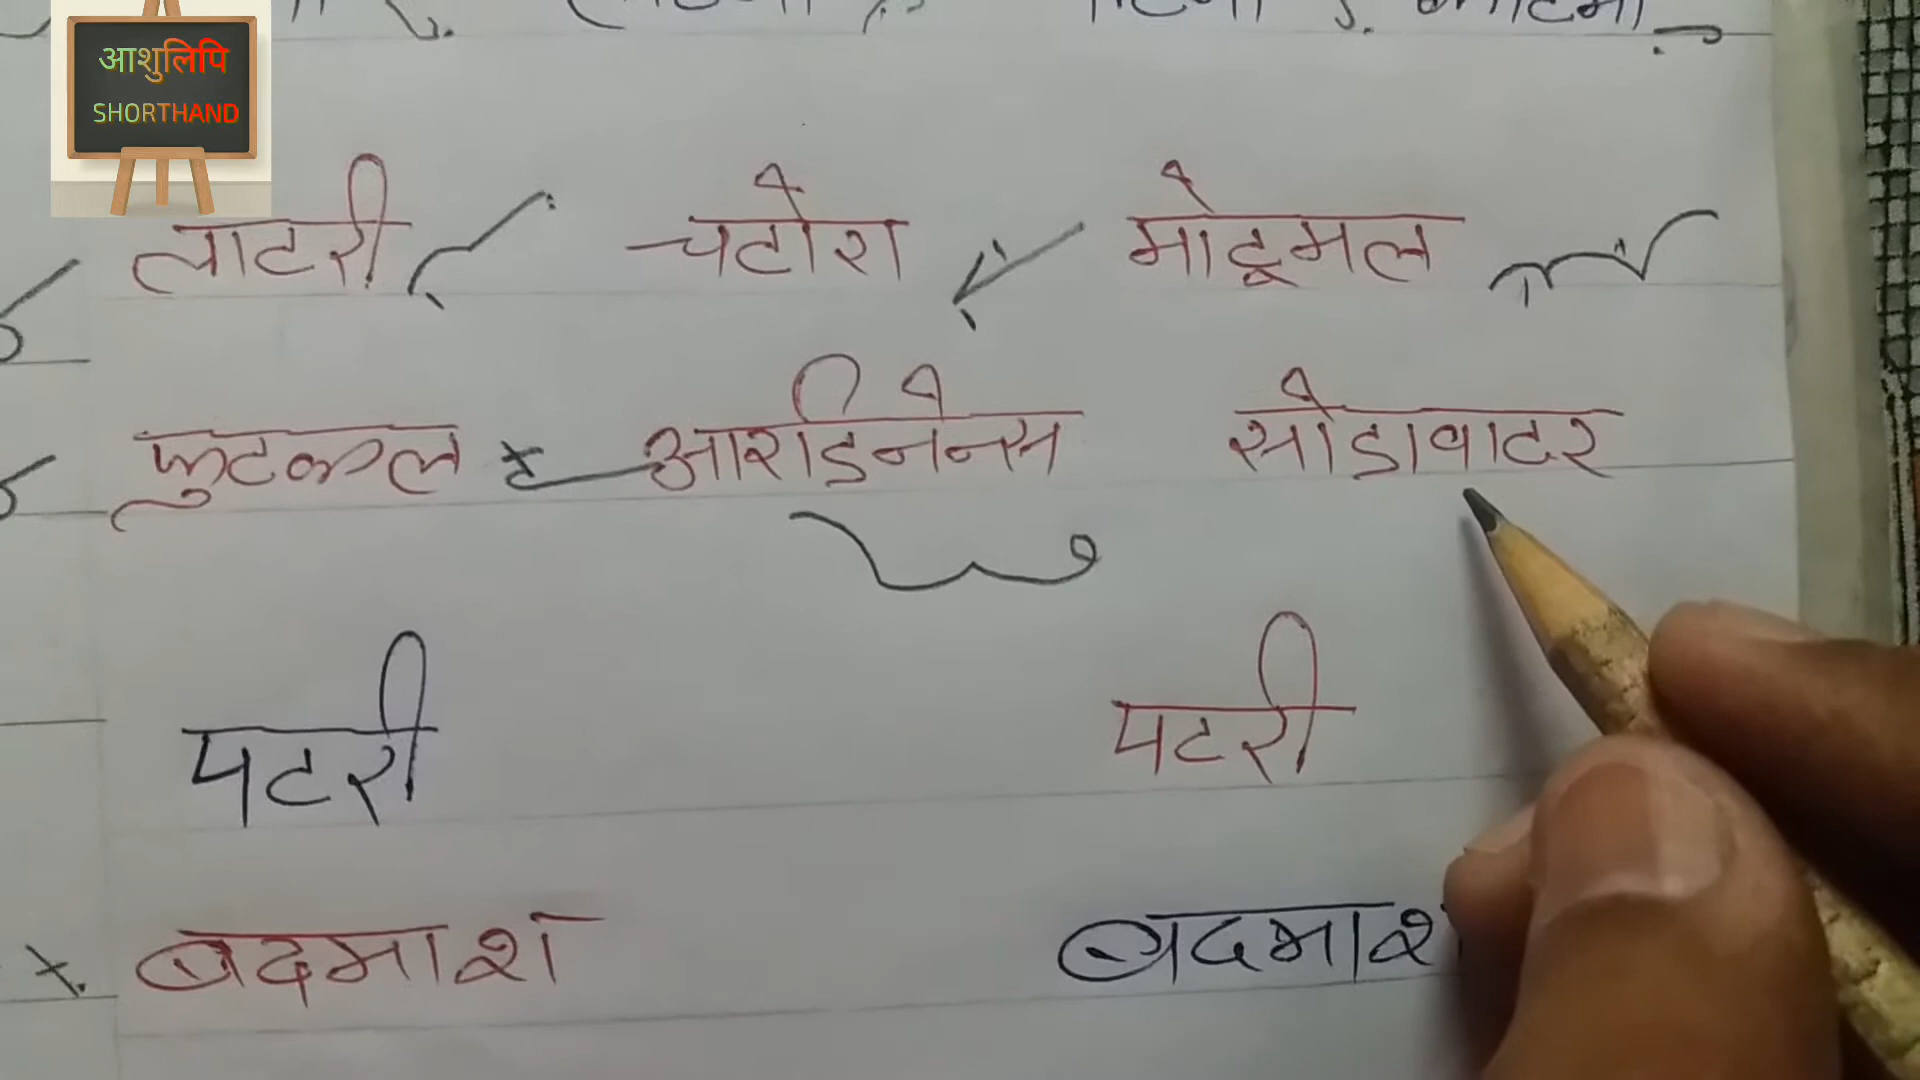 आशुलिपि
SHORTHAND
लाटरी चटोरा मोटूमल
फुटकल आरडिनेन्स सोडावाटर
पटरी पटरी
बदमाश बदमाश